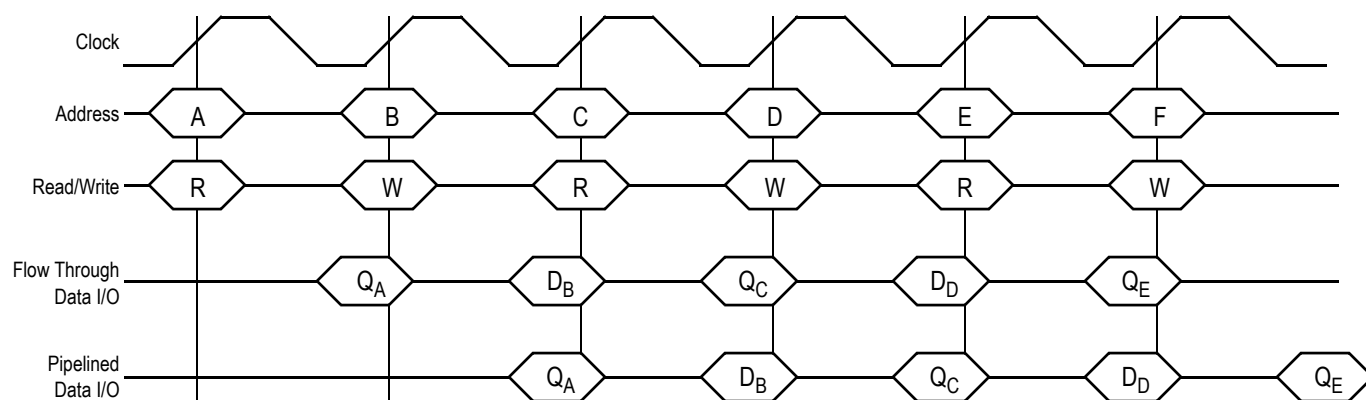 Clock
Address A B C D E F
Read/Write R W R W R W
Flow Through
Data I/O
QA DB QC DD QE
Pipelined
Data I/O
QA DB QC DD QE